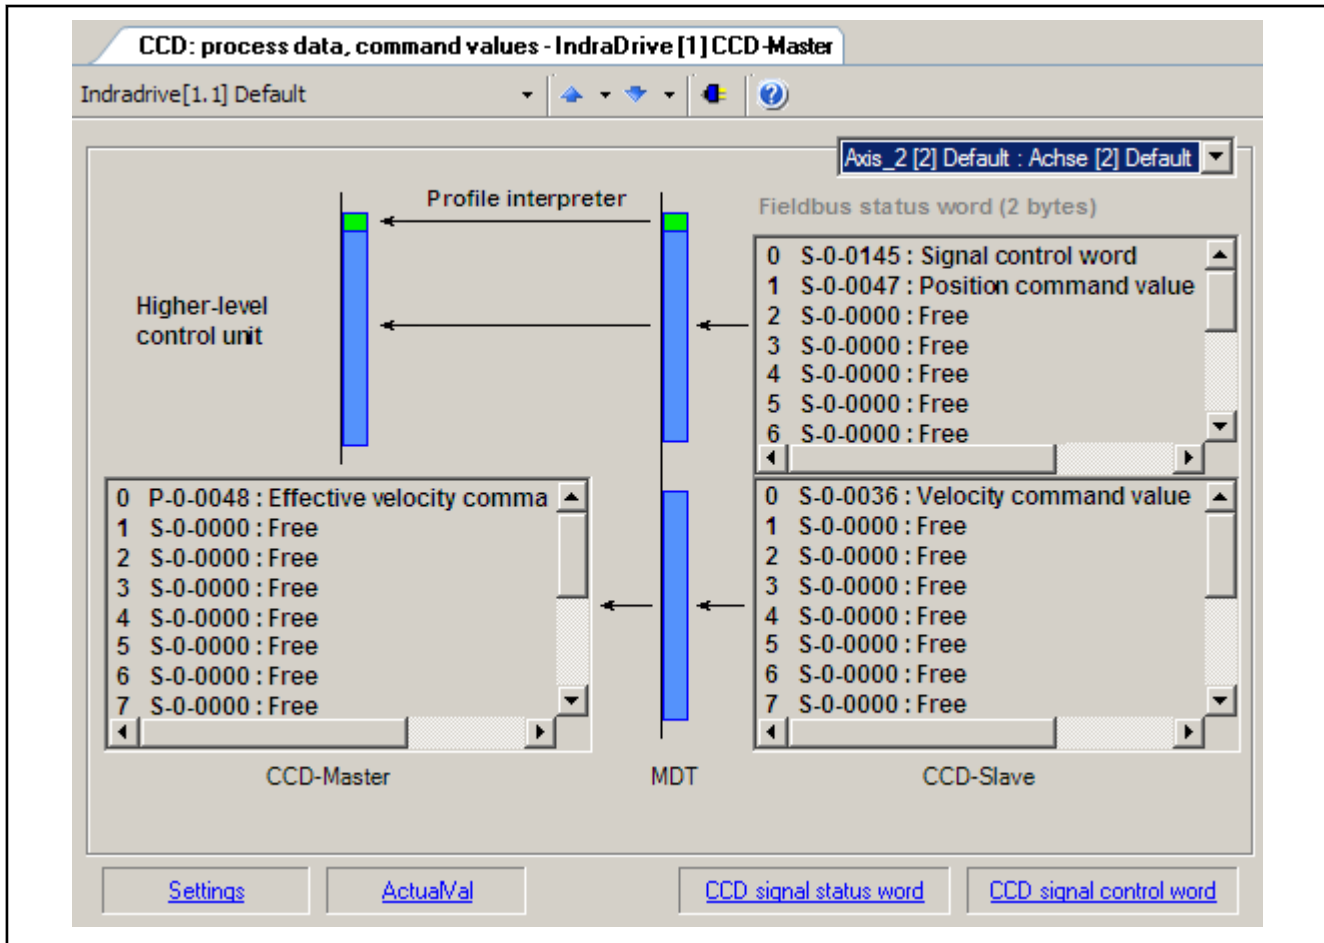 CCD: process data, command values - IndraDrive [1] CCD-Master
Indradrive[1.1] Default
Axis_2 [2] Default : Achse [2] Default
Profile interpreter
Fieldbus status word (2 bytes)
0 S-0-0145 : Signal control word
1 S-0-0047 : Position command value
2 S-0-0000 : Free
3 S-0-0000 : Free
4 S-0-0000 : Free
5 S-0-0000 : Free
6 S-0-0000 : Free
Higher-level
control unit
0 P-0-0048 : Effective velocity comma
1 S-0-0000 : Free
2 S-0-0000 : Free
3 S-0-0000 : Free
4 S-0-0000 : Free
5 S-0-0000 : Free
6 S-0-0000 : Free
7 S-0-0000 : Free
0 S-0-0036 : Velocity command value
1 S-0-0000 : Free
2 S-0-0000 : Free
3 S-0-0000 : Free
4 S-0-0000 : Free
5 S-0-0000 : Free
6 S-0-0000 : Free
7 S-0-0000 : Free
CCD-Master
MDT
CCD-Slave
Settings
ActualVal
CCD signal status word
CCD signal control word